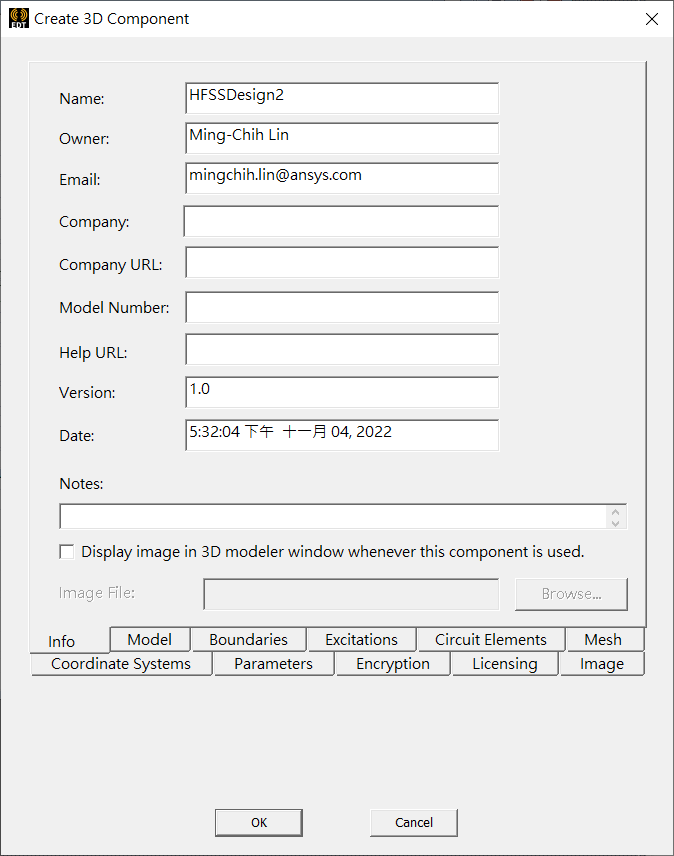 EDT Create 3D Component
Name: HFSSDesign2
Owner: Ming-Chih Lin
Email: mingchih.lin@ansys.com
Company:
Company URL:
Model Number:
Help URL:
Version: 1.0
Date: 5:32:04 下午 十一月 04, 2022
Notes:
Display image in 3D modeler window whenever this component is used.
Image File: Browse...
Info Model Boundaries Excitations Circuit Elements Mesh
Coordinate Systems Parameters Encryption Licensing Image
OK Cancel